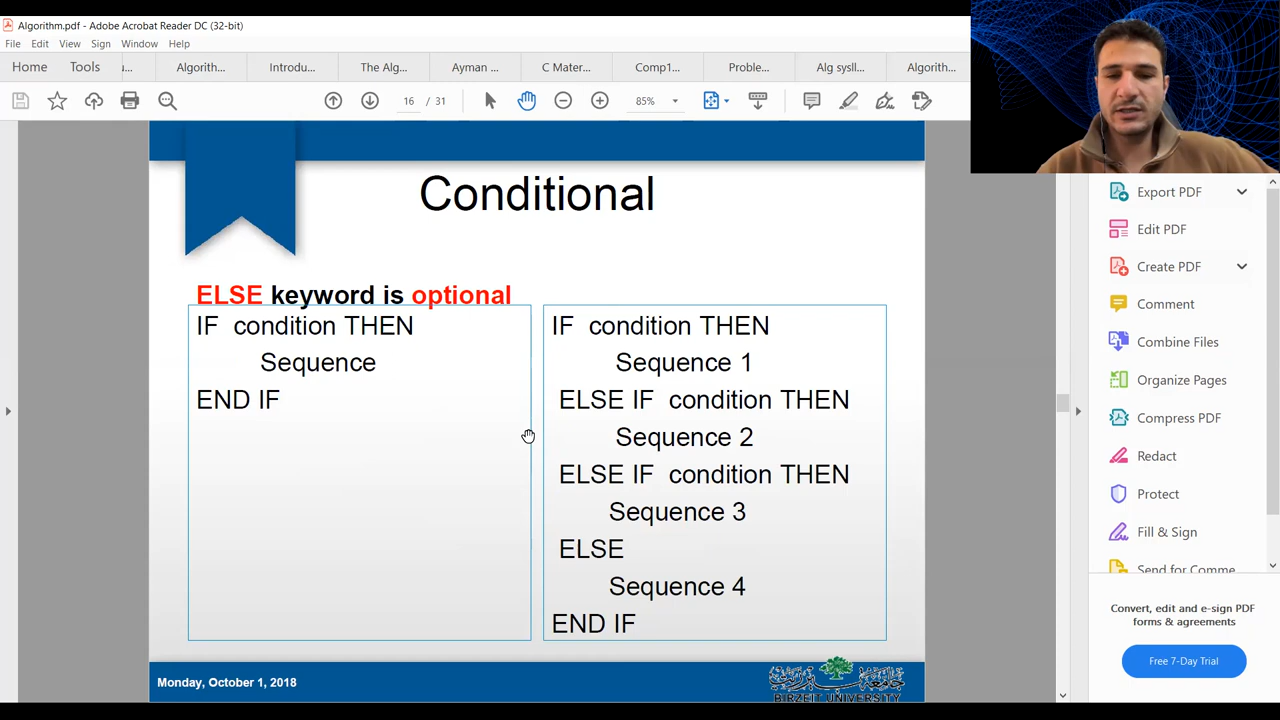 Algorithm.pdf - Adobe Acrobat Reader DC (32-bit)
File Edit View Sign Window Help
Home Tools u... Algorith... Introdu... The Alg... Ayman ... C Mater... Comp1... Proble... Alg syll... Algorith...
16 / 31 85%
Conditional
ELSE keyword is optional
IF condition THEN
Sequence
END IF
IF condition THEN
Sequence 1
ELSE IF condition THEN
Sequence 2
ELSE IF condition THEN
Sequence 3
ELSE
Sequence 4
END IF
Monday, October 1, 2018
BIRZEIT UNIVERSITY
Export PDF
Edit PDF
Create PDF
Comment
Combine Files
Organize Pages
Compress PDF
Redact
Protect
Fill & Sign
Send for Comme
Convert, edit and e-sign PDF
forms & agreements
Free 7-Day Trial